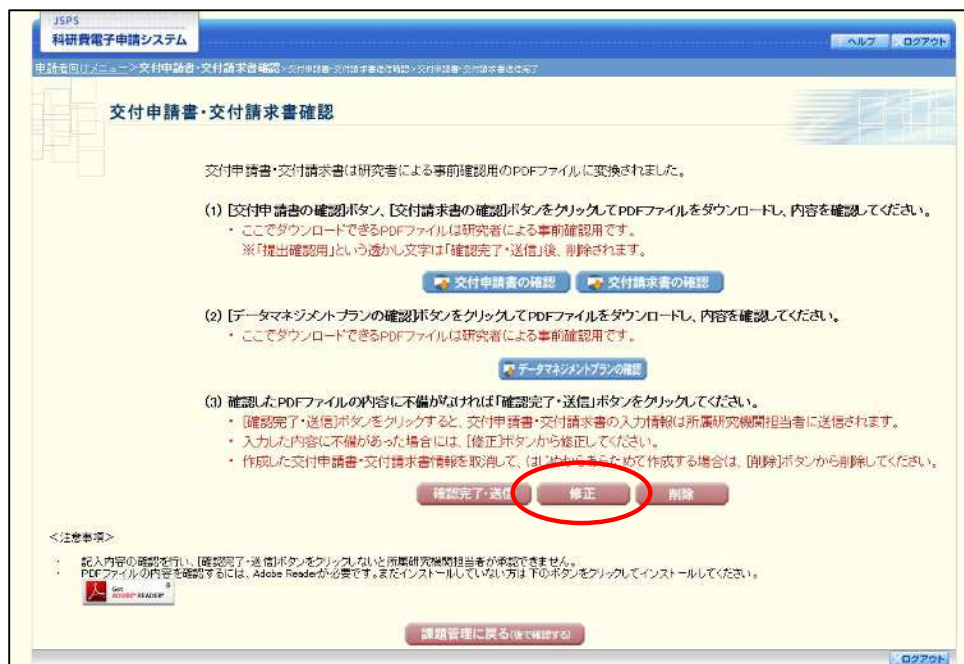 JSPS
科研費電子申請システム
ヘルプ ログアウト
申請者向けメニュー>交付申請書・交付請求書確認>交付申請書・交付請求書送信確認>交付申請書・交付請求書送信完了
交付申請書・交付請求書確認
交付申請書・交付請求書は研究者による事前確認用のPDFファイルに変換されました。
(1) [交付申請書の確認]ボタン、[交付請求書の確認]ボタンをクリックしてPDFファイルをダウンロードし、内容を確認してください。
・ ここでダウンロードできるPDFファイルは研究者による事前確認用です。
※「提出確認用」という透かし文字は「確認完了・送信」後、削除されます。
交付申請書の確認 交付請求書の確認
(2) [データマネジメントプランの確認]ボタンをクリックしてPDFファイルをダウンロードし、内容を確認してください。
・ ここでダウンロードできるPDFファイルは研究者による事前確認用です。
データマネジメントプランの確認
(3) 確認したPDFファイルの内容に不備がなければ「確認完了・送信」ボタンをクリックしてください。
・ [確認完了・送信]ボタンをクリックすると、交付申請書・交付請求書の入力情報は所属研究機関担当者に送信されます。
・ 入力した内容に不備があった場合には、[修正]ボタンから修正してください。
・ 作成した交付申請書・交付請求書情報を取消して、はじめからあらためて作成する場合は、[削除]ボタンから削除してください。
確認完了・送信 修正 削除
<注意事項>
・ 記入内容の確認を行い、[確認完了・送信]ボタンをクリックしないと所属研究機関担当者が承認できません。
・ PDFファイルの内容を確認するには、Adobe Readerが必要です。まだインストールしていない方は下のボタンをクリックしてインストールしてください。
Get
ADOBE® READER®
課題管理に戻る(後で確認する)
ログアウト